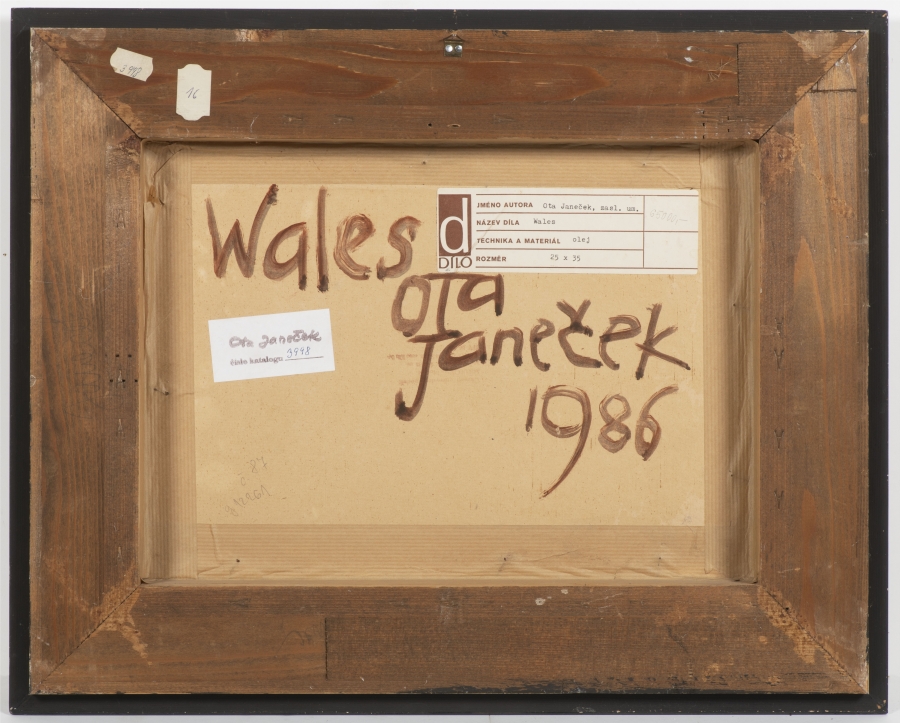 16
Wales
d
DÍLO
JMÉNO AUTORA Ota Janeček, zasl. um.
NÁZEV DÍLA Wales
TECHNIKA A MATERIÁL olej
ROZMĚR 25 x 35
Ota
Janeček
1986
Ota Janeček
číslo katalogu 3998
87